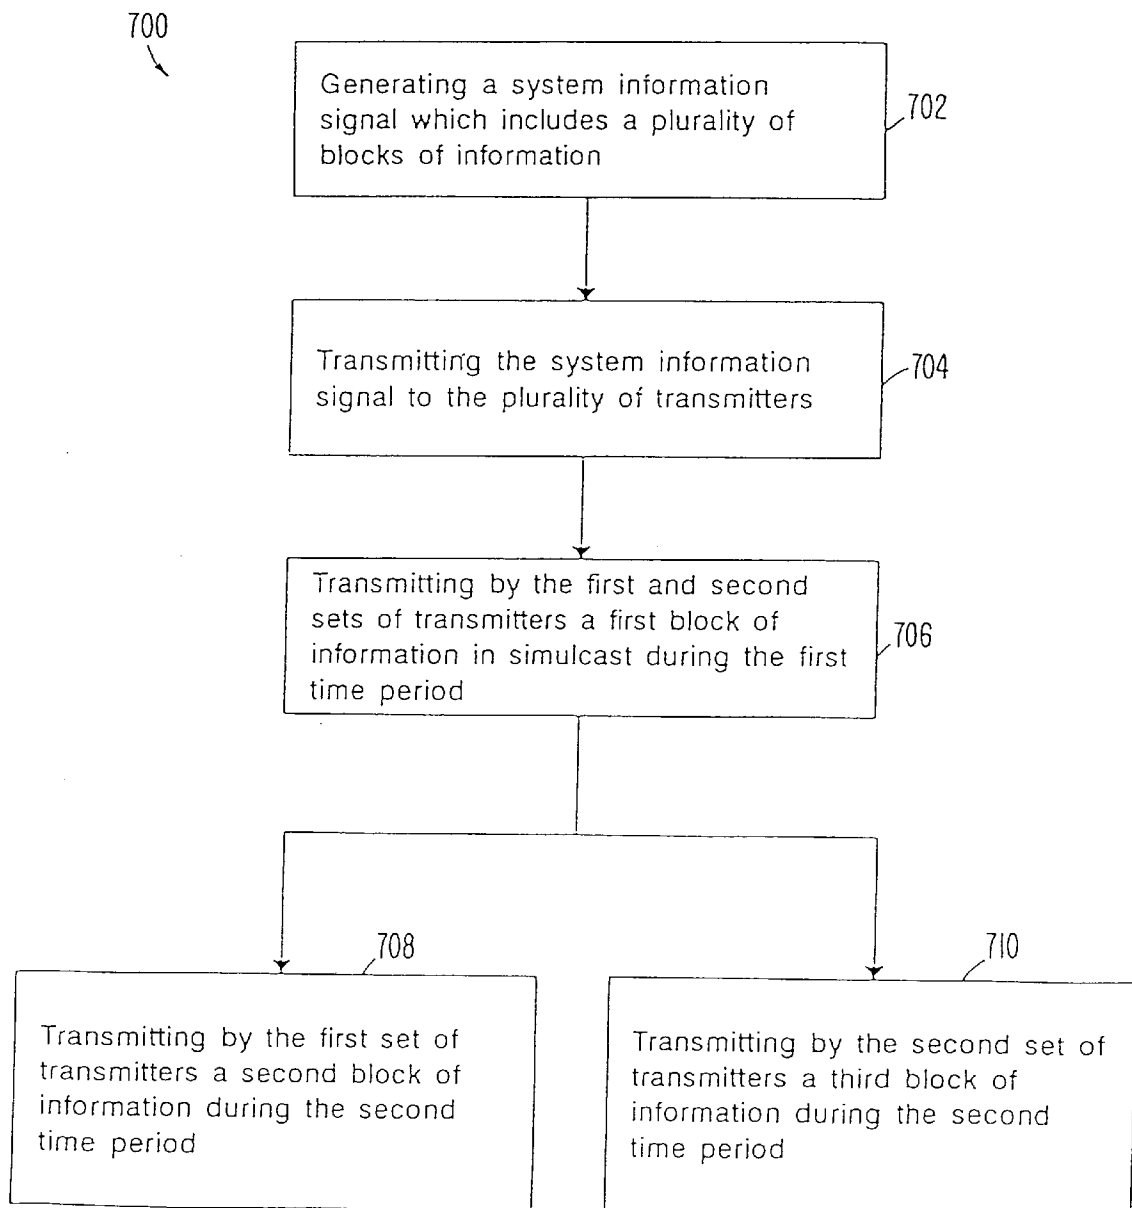 700
Generating a system information
signal which includes a plurality of
blocks of information
702
Transmitting the system information
signal to the plurality of transmitters
704
Transmitting by the first and second
sets of transmitters a first block of
information in simulcast during the first
time period
706
708
Transmitting by the first set of
transmitters a second block of
information during the second
time period
710
Transmitting by the second set of
transmitters a third block of
information during the second
time period